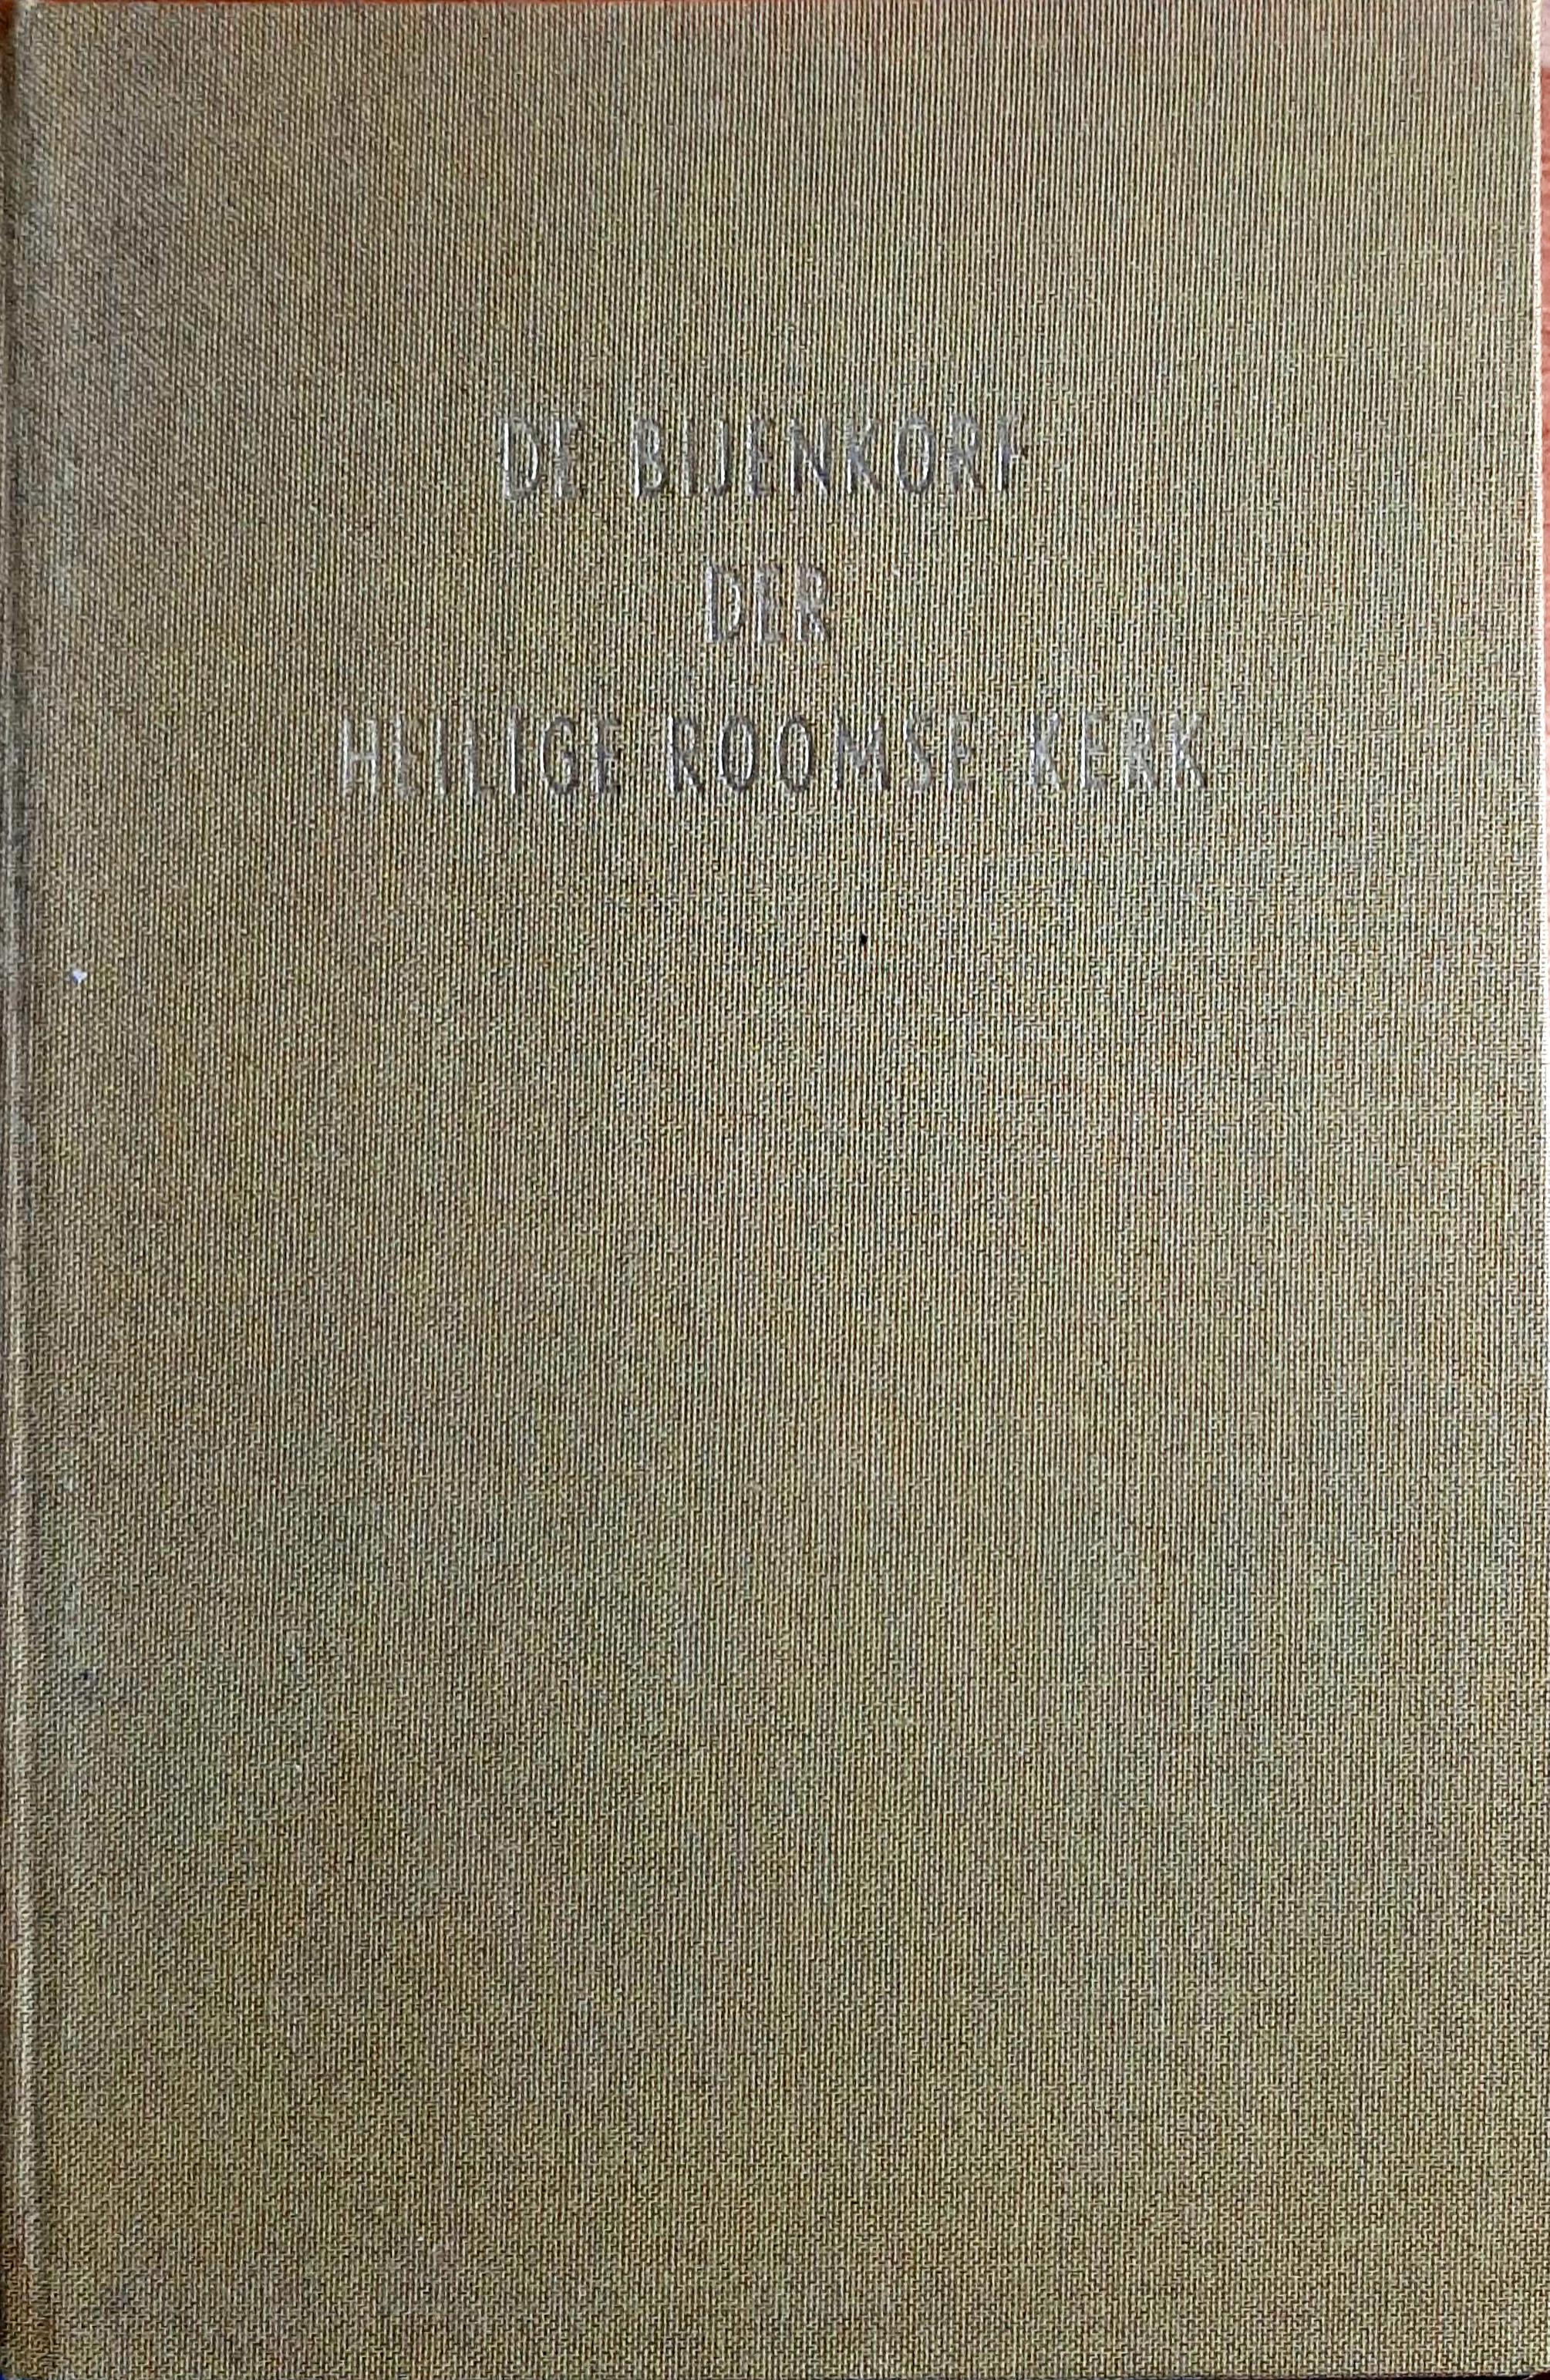 DE BIJENKORF
DER
HEILIGE ROOMSE KERK